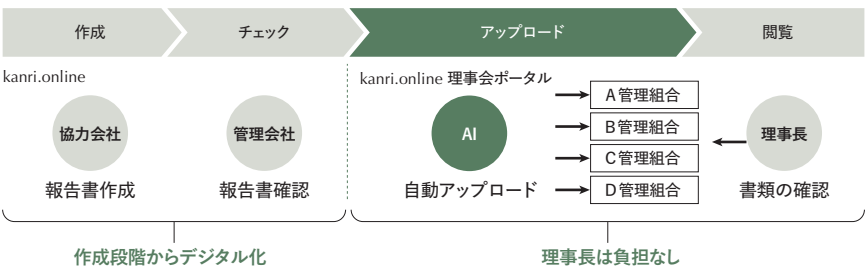 作成
チェック
アップロード
閲覧
kanri.online
協力会社
報告書作成
管理会社
報告書確認
作成段階からデジタル化
kanri.online 理事会ポータル
AI
自動アップロード
A管理組合
B管理組合
C管理組合
D管理組合
理事長
書類の確認
理事長は負担なし